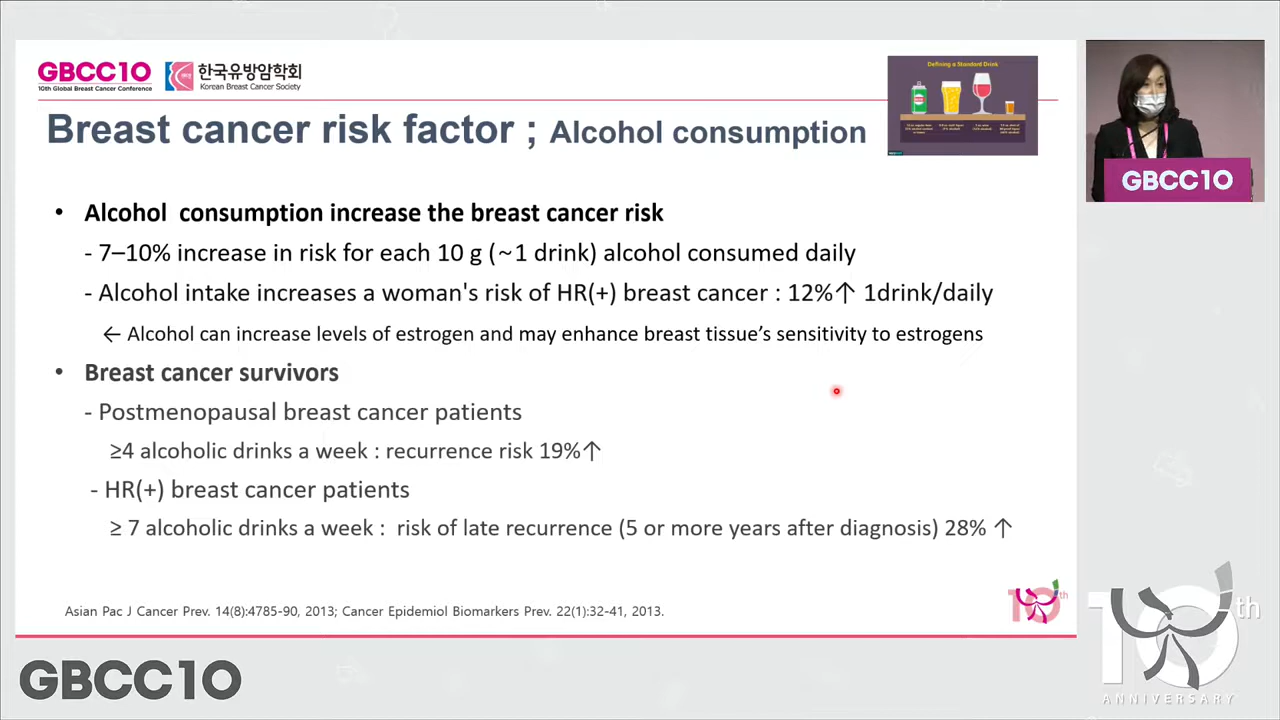 GBCC10
10th Global Breast Cancer Conference
한국유방암학회
Korean Breast Cancer Society
Defining a Standard Drink
Breast cancer risk factor ; Alcohol consumption
GBCC10
• Alcohol  consumption increase the breast cancer risk
- 7–10% increase in risk for each 10 g (~1 drink) alcohol consumed daily
- Alcohol intake increases a woman's risk of HR(+) breast cancer : 12%↑ 1drink/daily
← Alcohol can increase levels of estrogen and may enhance breast tissue's sensitivity to estrogens
• Breast cancer survivors
- Postmenopausal breast cancer patients
≥4 alcoholic drinks a week : recurrence risk 19%↑
- HR(+) breast cancer patients
≥ 7 alcoholic drinks a week :  risk of late recurrence (5 or more years after diagnosis) 28% ↑
Asian Pac J Cancer Prev. 14(8):4785-90, 2013; Cancer Epidemiol Biomarkers Prev. 22(1):32-41, 2013.
10th
GBCC10
10th
ANNIVERSARY